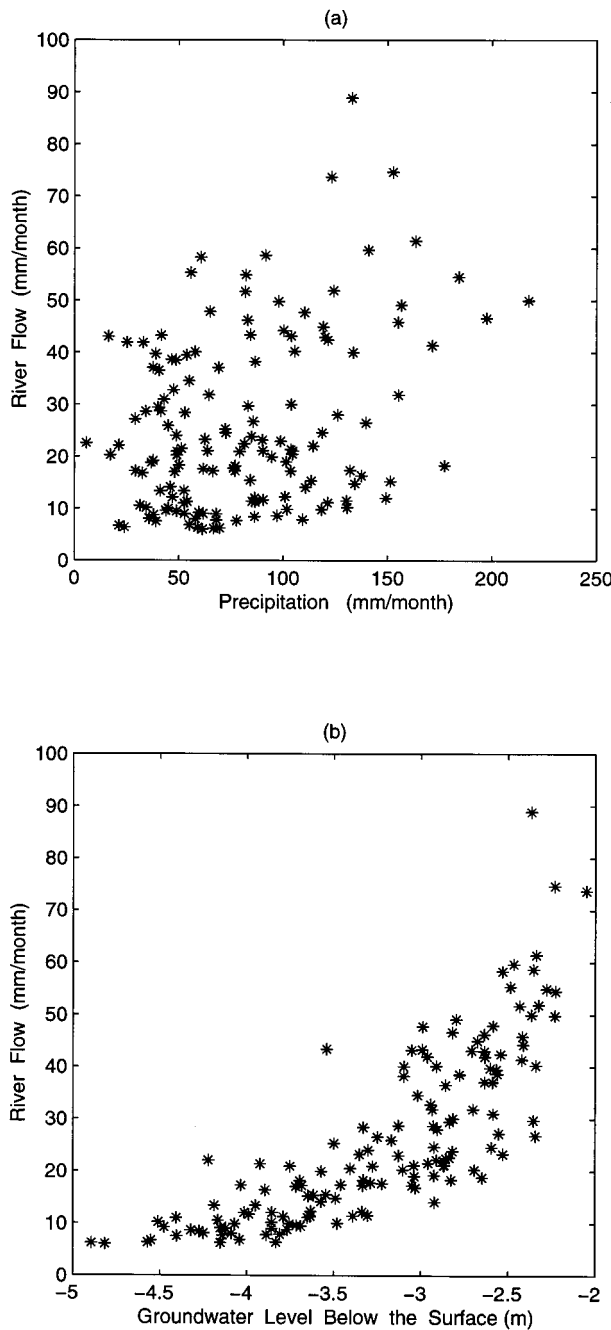 (a)
100
90
80
70
60
50
40
30
20
10
0
River Flow (mm/month)
0 50 100 150 200 250
Precipitation (mm/month)
(b)
100
90
80
70
60
50
40
30
20
10
0
River Flow (mm/month)
−5 −4.5 −4 −3.5 −3 −2.5 −2
Groundwater Level Below the Surface (m)